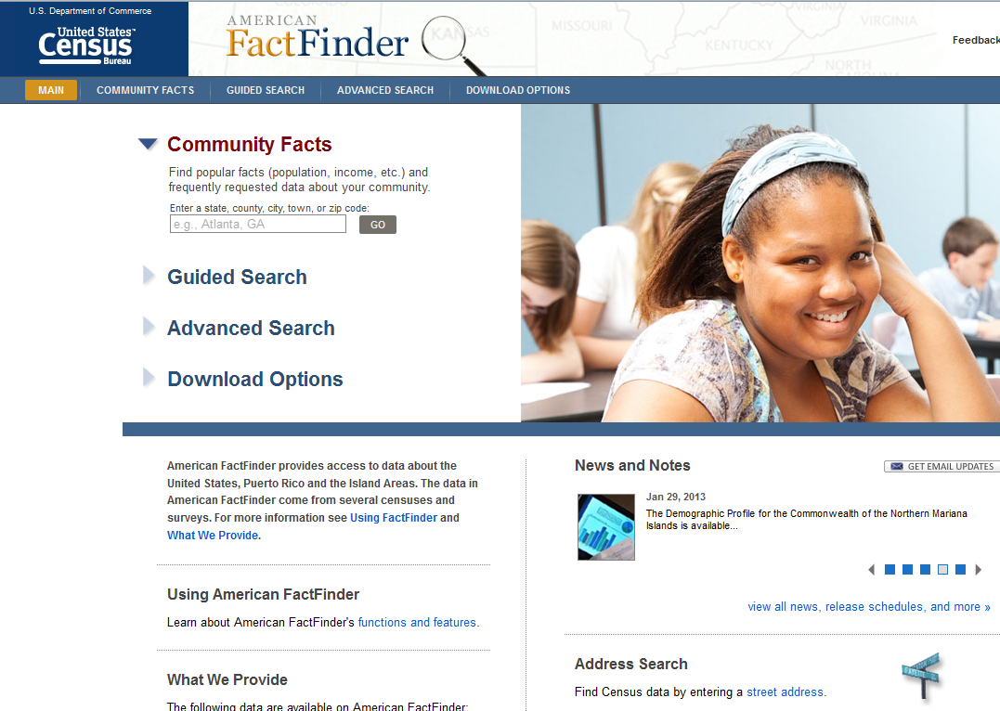 U.S. Department of Commerce
United States™
Census
Bureau
AMERICAN
FactFinder
COLORADO
KANSAS
MISSOURI
KENTUCKY
VIRGINIA
VIRGINIA
NORTH
CAROLINA
Feedback
MAIN
COMMUNITY FACTS
GUIDED SEARCH
ADVANCED SEARCH
DOWNLOAD OPTIONS
Community Facts
Find popular facts (population, income, etc.) and
frequently requested data about your community.
Enter a state, county, city, town, or zip code:
e.g., Atlanta, GA
GO
Guided Search
Advanced Search
Download Options
American FactFinder provides access to data about the
United States, Puerto Rico and the Island Areas. The data in
American FactFinder come from several censuses and
surveys. For more information see Using FactFinder and
What We Provide.
Using American FactFinder
Learn about American FactFinder's functions and features.
What We Provide
The following data are available on American FactFinder:
News and Notes
GET EMAIL UPDATES
Jan 29, 2013
The Demographic Profile for the Commonwealth of the Northern Mariana
Islands is available...
view all news, release schedules, and more »
Address Search
Find Census data by entering a street address.